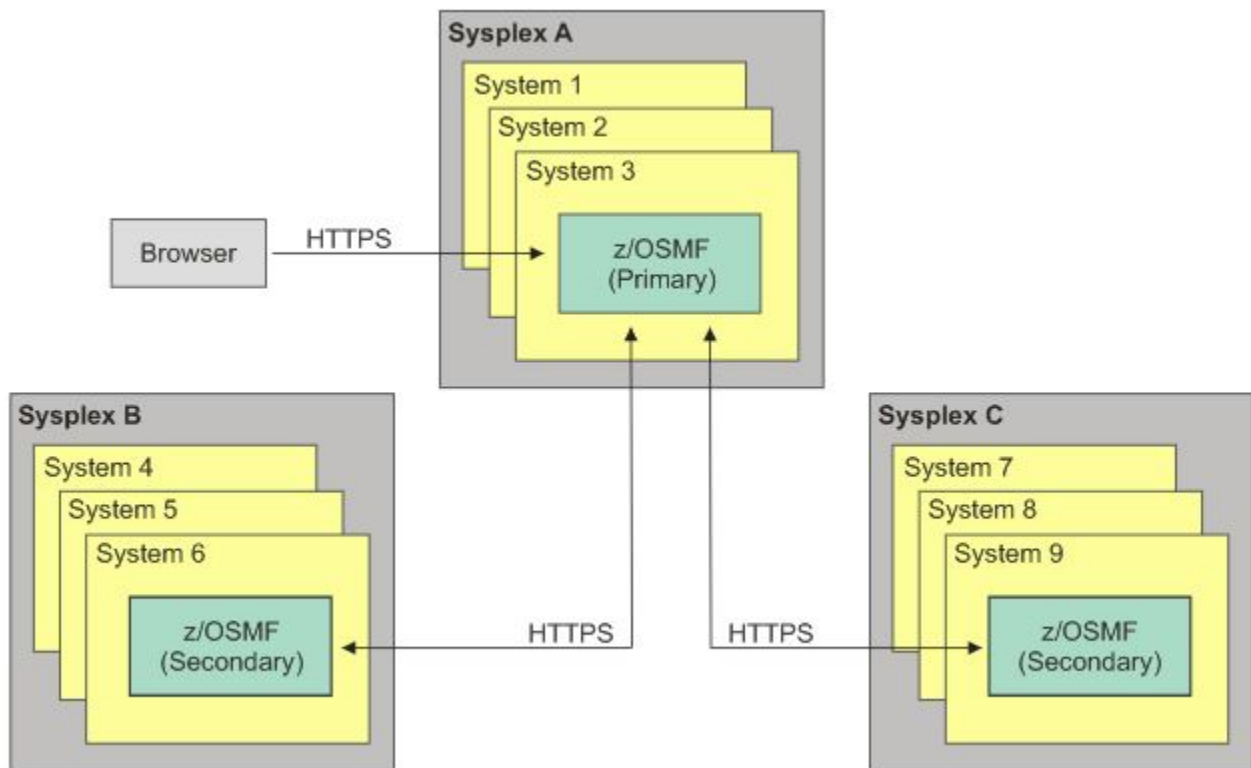 Sysplex A
System 1
System 2
System 3
z/OSMF
(Primary)
Browser
HTTPS
Sysplex B
System 4
System 5
System 6
z/OSMF
(Secondary)
HTTPS
HTTPS
Sysplex C
System 7
System 8
System 9
z/OSMF
(Secondary)